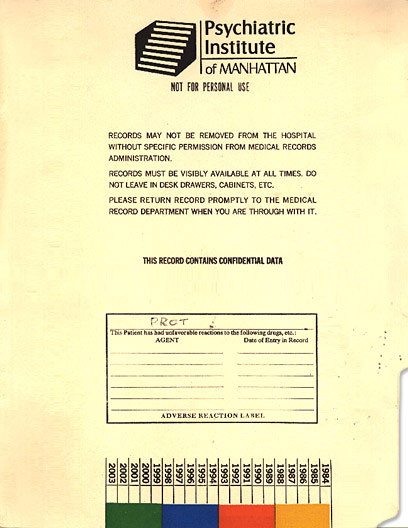 Psychiatric
Institute
of MANHATTAN
NOT FOR PERSONAL USE
RECORDS MAY NOT BE REMOVED FROM THE HOSPITAL
WITHOUT SPECIFIC PERMISSION FROM MEDICAL RECORDS
ADMINISTRATION.
RECORDS MUST BE VISIBLY AVAILABLE AT ALL TIMES. DO
NOT LEAVE IN DESK DRAWERS, CABINETS, ETC.
PLEASE RETURN RECORD PROMPTLY TO THE MEDICAL
RECORD DEPARTMENT WHEN YOU ARE THROUGH WITH IT.
THIS RECORD CONTAINS CONFIDENTIAL DATA
PROT
This Patient has had unfavorable reactions to the following drugs, etc.:
AGENT Date of Entry in Record
ADVERSE REACTION LABEL
2003 2002 2001 2000 1999 1998 1997 1996 1995 1994 1993 1992 1991 1990 1989 1988 1987 1986 1985 1984